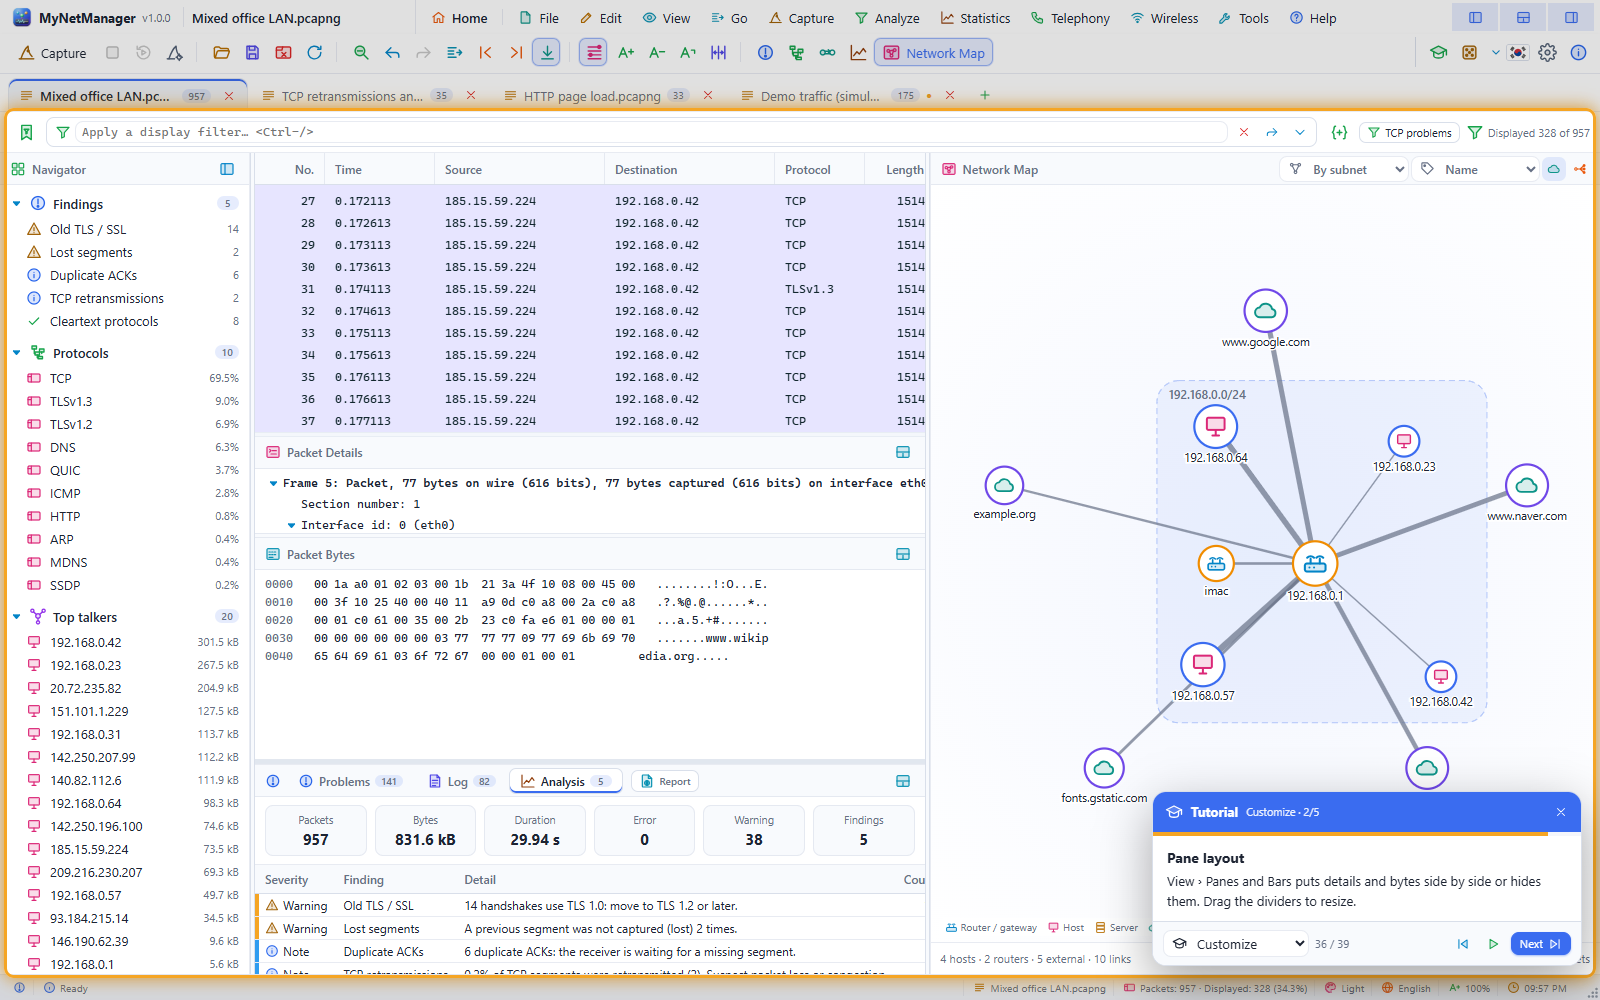 MyNetManager v1.0.0 Mixed office LAN.pcapng Home File Edit View Go Capture Analyze Statistics Telephony Wireless Tools Help
Capture A+ A- A Network Map
Mixed office LAN.pc... 957 TCP retransmissions an... 35 HTTP page load.pcapng 33 Demo traffic (simul... 175
Apply a display filter… <Ctrl-/> TCP problems Displayed 328 of 957
Navigator
Findings 5
Old TLS / SSL 14
Lost segments 2
Duplicate ACKs 6
TCP retransmissions 2
Cleartext protocols 8
Protocols 10
TCP 69.5%
TLSv1.3 9.0%
TLSv1.2 6.9%
DNS 6.3%
QUIC 3.7%
ICMP 2.8%
HTTP 0.8%
ARP 0.4%
MDNS 0.4%
SSDP 0.2%
Top talkers 20
192.168.0.42 301.5 kB
192.168.0.23 267.5 kB
20.72.235.82 204.9 kB
151.101.1.229 127.5 kB
192.168.0.31 113.7 kB
142.250.207.99 112.2 kB
140.82.112.6 111.9 kB
192.168.0.64 98.3 kB
142.250.196.100 74.6 kB
185.15.59.224 73.5 kB
209.216.230.207 69.3 kB
192.168.0.57 49.7 kB
93.184.215.14 34.5 kB
146.190.62.39 9.6 kB
192.168.0.1 5.6 kB
No. Time Source Destination Protocol Length
27 0.172113 185.15.59.224 192.168.0.42 TCP 1514
28 0.172613 185.15.59.224 192.168.0.42 TCP 1514
29 0.173113 185.15.59.224 192.168.0.42 TCP 1514
30 0.173613 185.15.59.224 192.168.0.42 TCP 1514
31 0.174113 185.15.59.224 192.168.0.42 TLSv1.3 1514
32 0.174613 185.15.59.224 192.168.0.42 TCP 1514
33 0.175113 185.15.59.224 192.168.0.42 TCP 1514
34 0.175613 185.15.59.224 192.168.0.42 TCP 1514
35 0.176113 185.15.59.224 192.168.0.42 TCP 1514
36 0.176613 185.15.59.224 192.168.0.42 TCP 1514
37 0.177113 185.15.59.224 192.168.0.42 TCP 1514
Packet Details
Frame 5: Packet, 77 bytes on wire (616 bits), 77 bytes captured (616 bits) on interface eth0
Section number: 1
Interface id: 0 (eth0)
Packet Bytes
0000 00 1a a0 01 02 03 00 1b 21 3a 4f 10 08 00 45 00 ........!:O...E.
0010 00 3f 10 25 40 00 40 11 a9 0d c0 a8 00 2a c0 a8 .?.%@.@......*..
0020 00 01 c0 61 00 35 00 2b 23 c0 fa e6 01 00 00 01 ...a.5.+#.......
0030 00 00 00 00 00 00 03 77 77 77 09 77 69 6b 69 70 .......www.wikip
0040 65 64 69 61 03 6f 72 67 00 00 01 00 01 edia.org.....
Problems 141 Log 82 Analysis 5 Report
Packets Bytes Duration Error Warning Findings
957 831.6 kB 29.94 s 0 38 5
Severity Finding Detail Cou
Warning Old TLS / SSL 14 handshakes use TLS 1.0: move to TLS 1.2 or later.
Warning Lost segments A previous segment was not captured (lost) 2 times.
Note Duplicate ACKs 6 duplicate ACKs: the receiver is waiting for a missing segment.
Network Map By subnet Name
www.google.com
192.168.0.0/24
192.168.0.64
192.168.0.23
example.org
www.naver.com
imac
192.168.0.1
192.168.0.57
192.168.0.42
fonts.gstatic.com
Router / gateway Host Server
4 hosts · 2 routers · 5 external · 10 links
Tutorial Customize · 2/5
Pane layout
View › Panes and Bars puts details and bytes side by side or hides
them. Drag the dividers to resize.
Customize 36 / 39 Next
Ready Mixed office LAN.pcapng Packets: 957 · Displayed: 328 (34.3%) Light English A+ 100% 09:57 PM